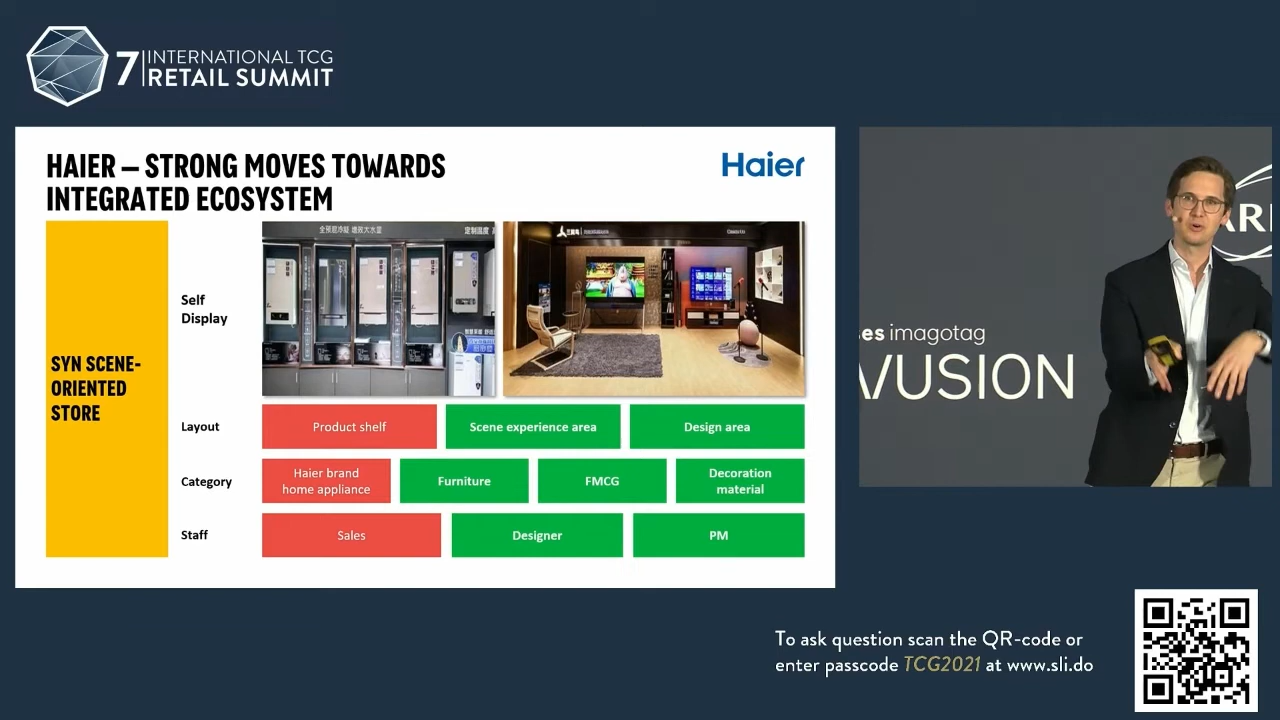 7
INTERNATIONAL TCG
RETAIL SUMMIT
HAIER – STRONG MOVES TOWARDS
INTEGRATED ECOSYSTEM
Haier
SYN SCENE-
ORIENTED
STORE
Self
Display
Layout
Product shelf
Scene experience area
Design area
Category
Haier brand
home appliance
Furniture
FMCG
Decoration
material
Staff
Sales
Designer
PM
imagotag
VUSION
To ask question scan the QR-code or
enter passcode TCG2021 at www.sli.do